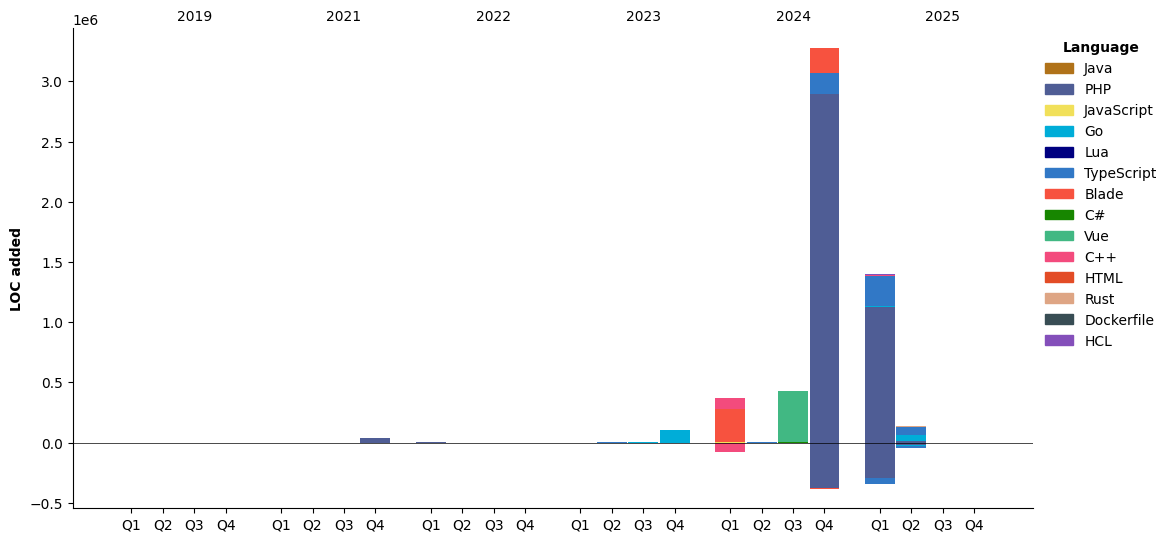 1e6
2019 2021 2022 2023 2024 2025
LOC added
3.0
2.5
2.0
1.5
1.0
0.5
0.0
−0.5
Q1 Q2 Q3 Q4 Q1 Q2 Q3 Q4 Q1 Q2 Q3 Q4 Q1 Q2 Q3 Q4 Q1 Q2 Q3 Q4 Q1 Q2 Q3 Q4
Language
Java
PHP
JavaScript
Go
Lua
TypeScript
Blade
C#
Vue
C++
HTML
Rust
Dockerfile
HCL